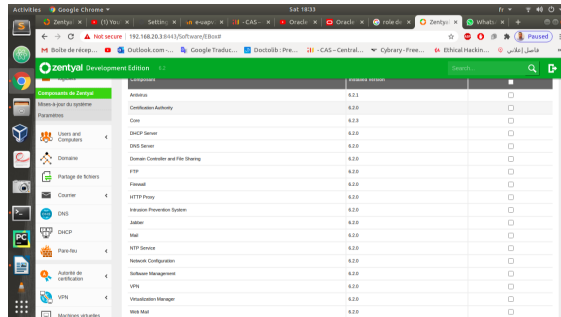 Activities Google Chrome Sat 18:33 fr
Zentya (1) You Settin Oracle Oracle role de Zentya Whats
Not secure 192.168.20.3:8443/Software/EBox# Paused
Boîte de récep... Outlook.com -... Google Traduc... Doctolib : Pre... -CAS – Central... Cybrary - Free... Ethical Hackin... فاصل إعلاني
zentyal Development Edition 6.2 Search...
Composant Installed version
Composants de Zentyal
Mises-à-jour du système
Paramètres
Users and Computers
Domaine
Partage de fichiers
Courrier
DNS
DHCP
Pare-feu
Autorité de certification
VPN
Machines virtuelles
Antivirus 6.2.1
Certification Authority 6.2.0
Core 6.2.3
DHCP Server 6.2.0
DNS Server 6.2.0
Domain Controller and File Sharing 6.2.0
FTP 6.2.0
Firewall 6.2.0
HTTP Proxy 6.2.0
Intrusion Prevention System 6.2.0
Jabber 6.2.0
Mail 6.2.0
NTP Service 6.2.0
Network Configuration 6.2.0
Software Management 6.2.0
VPN 6.2.0
Virtualization Manager 6.2.0
Web Mail 6.2.0